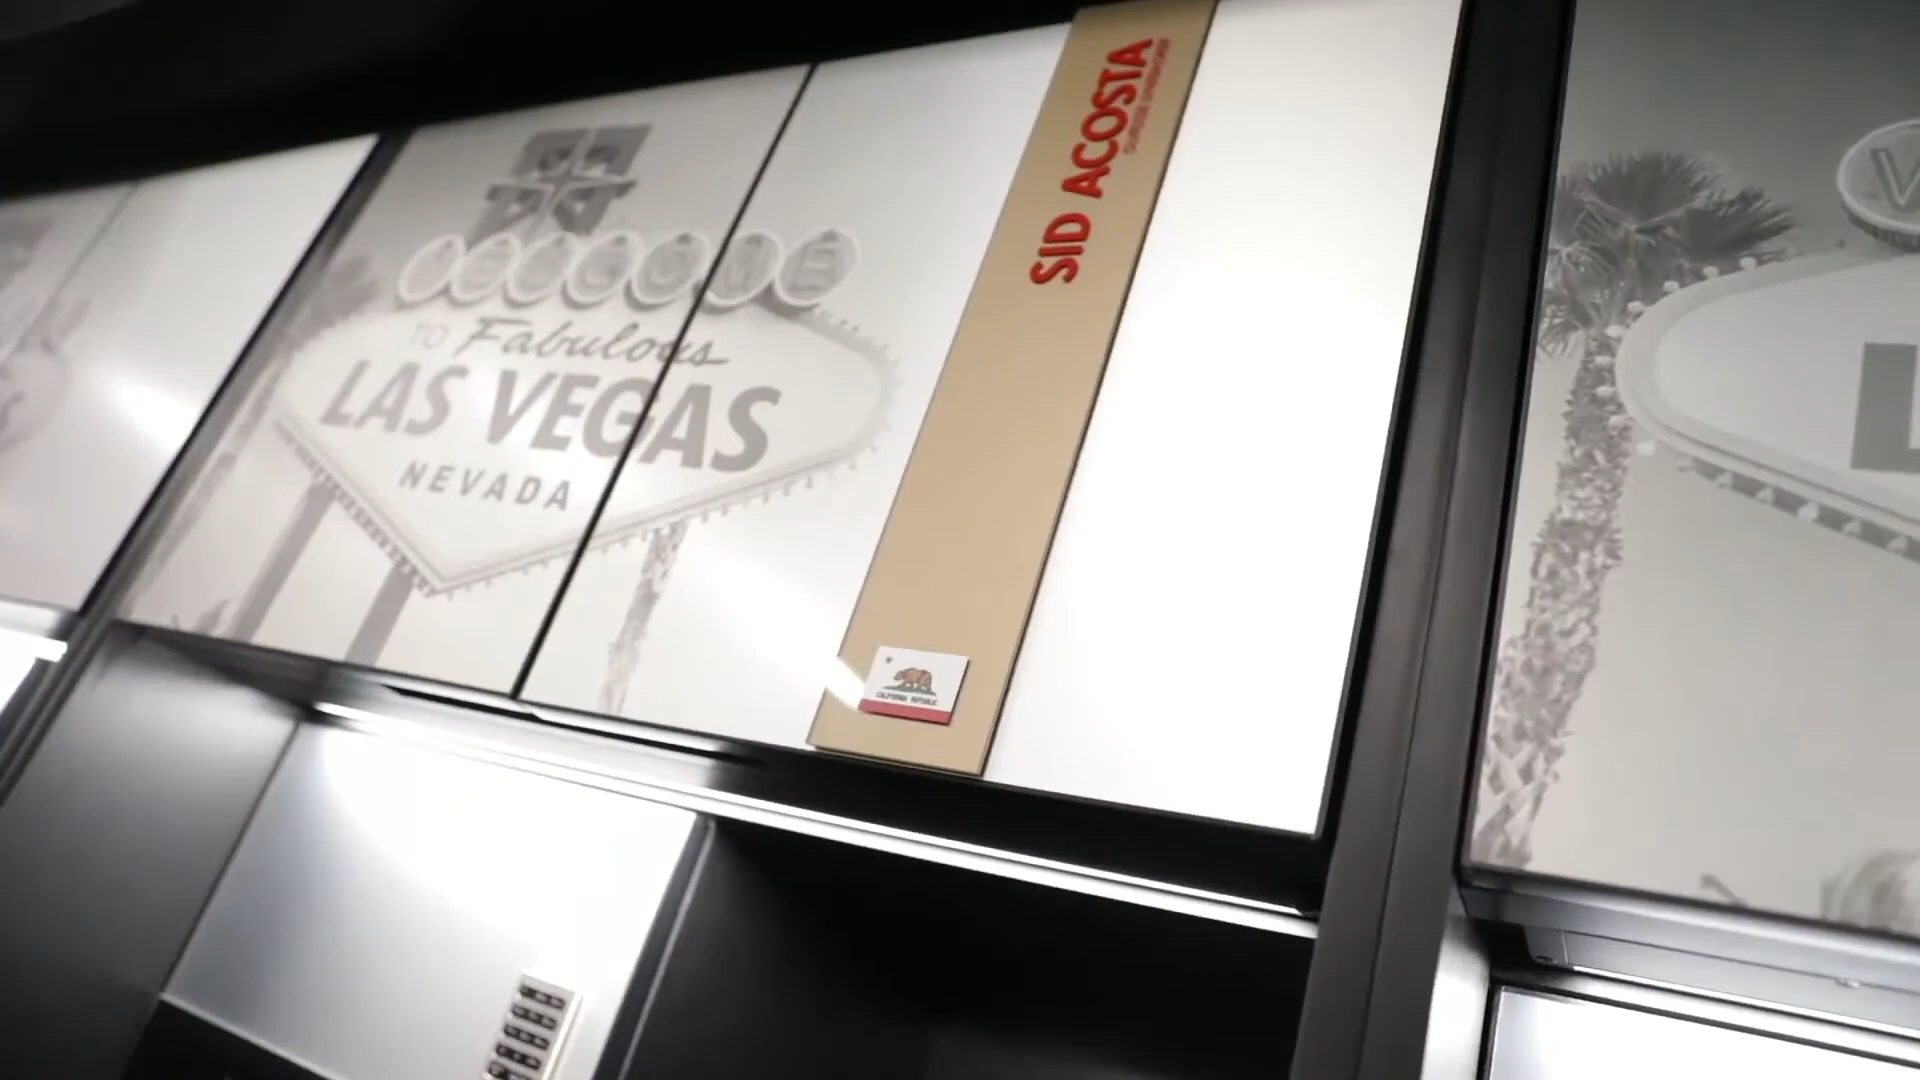 WELCOME
TO Fabulous
LAS VEGAS
NEVADA
SID ACOSTA
CALIFORNIA REPUBLIC
V
L